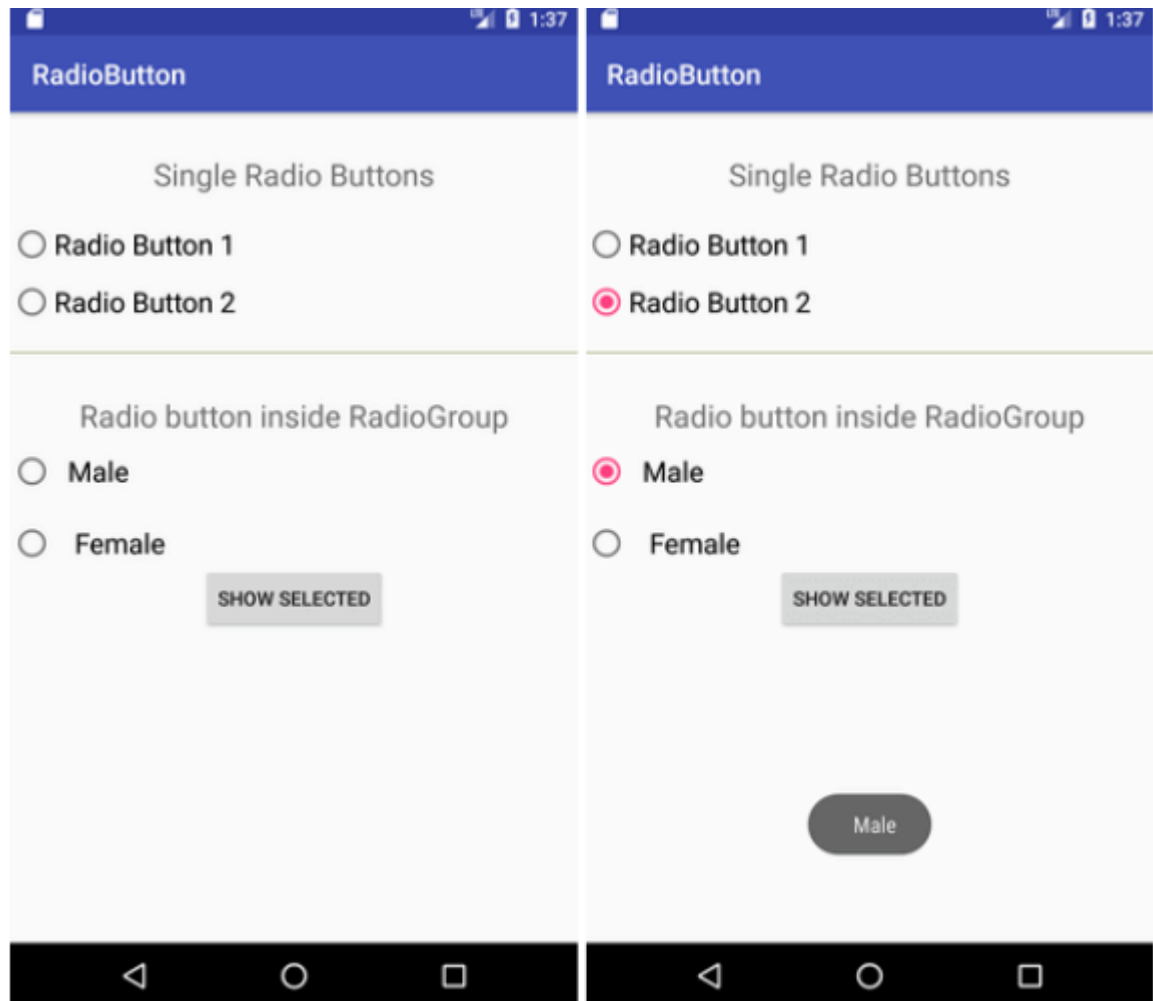 1:37
RadioButton
Single Radio Buttons
Radio Button 1
Radio Button 2
Radio button inside RadioGroup
Male
Female
SHOW SELECTED
1:37
RadioButton
Single Radio Buttons
Radio Button 1
Radio Button 2
Radio button inside RadioGroup
Male
Female
SHOW SELECTED
Male